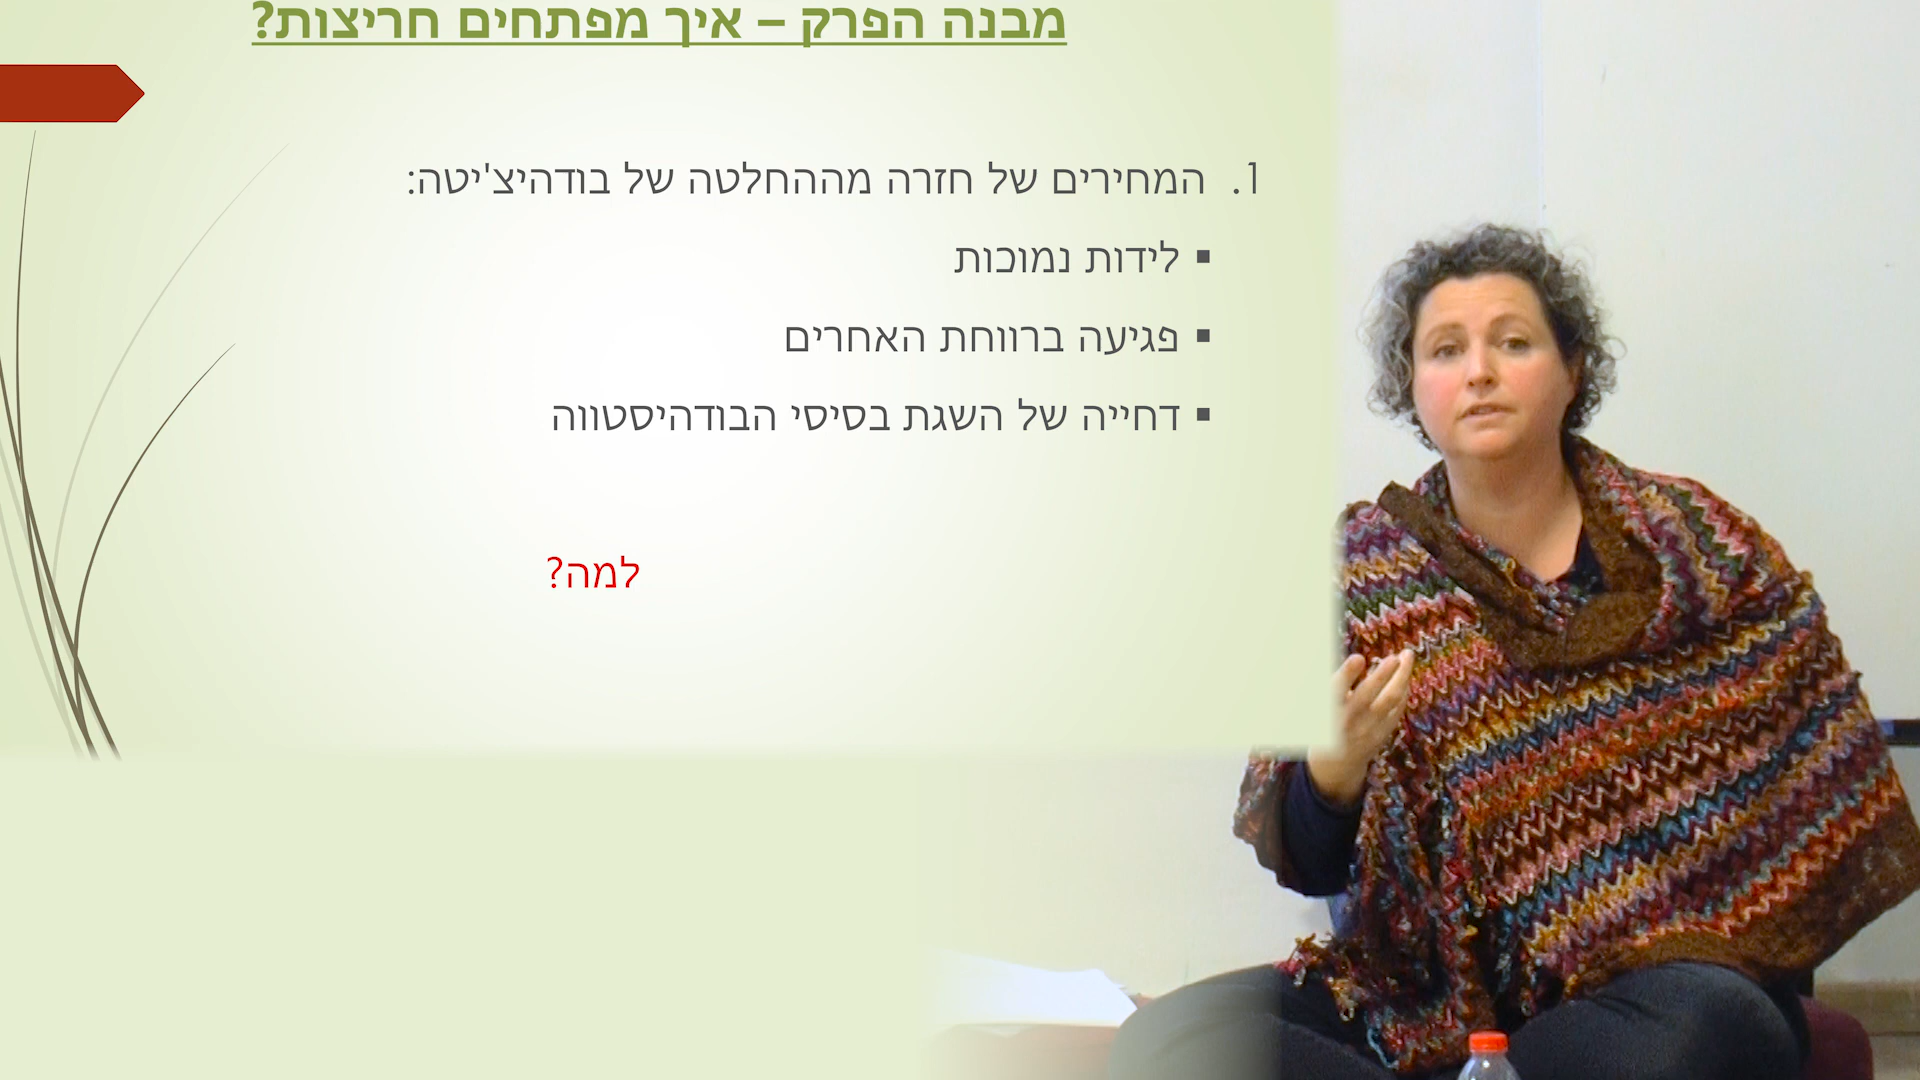 מבנה הפרק – איך מפתחים חריצות?
1. המחירים של חזרה מההחלטה של בודהיצ'יטה:
▪ לידות נמוכות
▪ פגיעה ברווחת האחרים
▪ דחייה של השגת בסיסי הבודהיסטווה
למה?